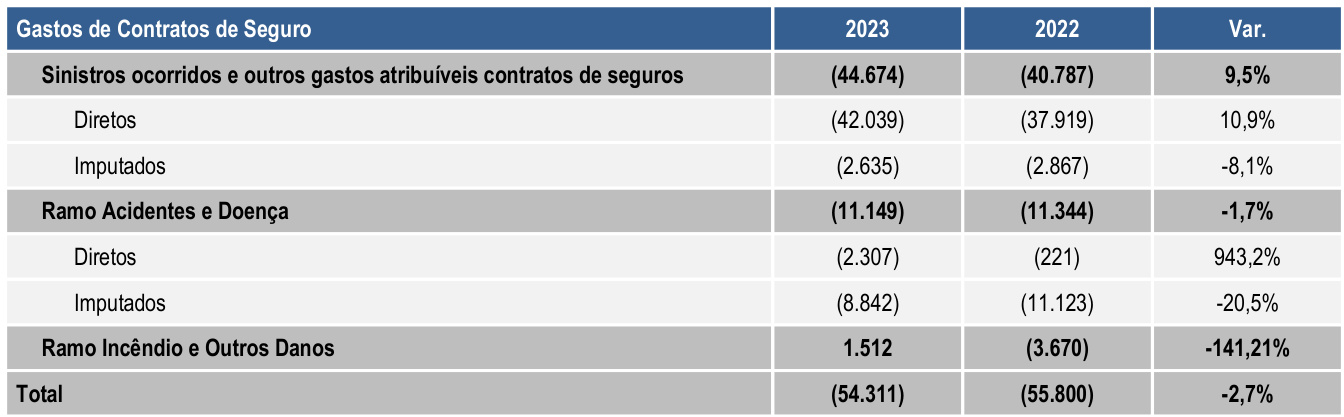 Gastos de Contratos de Seguro 2023 2022 Var.
Sinistros ocorridos e outros gastos atribuíveis contratos de seguros (44.674) (40.787) 9,5%
Diretos (42.039) (37.919) 10,9%
Imputados (2.635) (2.867) -8,1%
Ramo Acidentes e Doença (11.149) (11.344) -1,7%
Diretos (2.307) (221) 943,2%
Imputados (8.842) (11.123) -20,5%
Ramo Incêndio e Outros Danos 1.512 (3.670) -141,21%
Total (54.311) (55.800) -2,7%